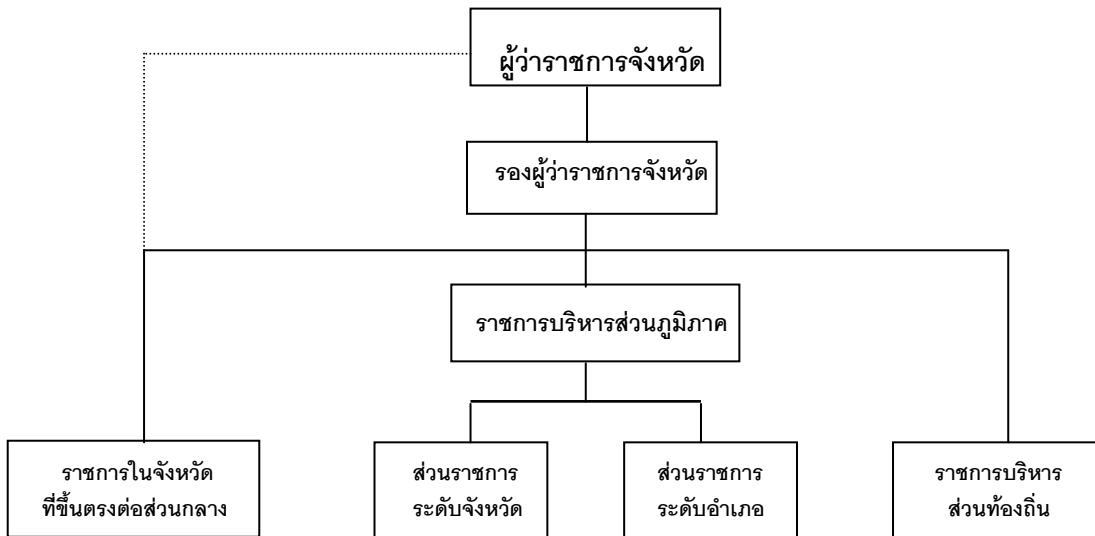 ผู้ว่าราชการจังหวัด
รองผู้ว่าราชการจังหวัด
ราชการบริหารส่วนภูมิภาค
ราชการในจังหวัด
ที่ขึ้นตรงต่อส่วนกลาง
ส่วนราชการ
ระดับจังหวัด
ส่วนราชการ
ระดับอำเภอ
ราชการบริหาร
ส่วนท้องถิ่น